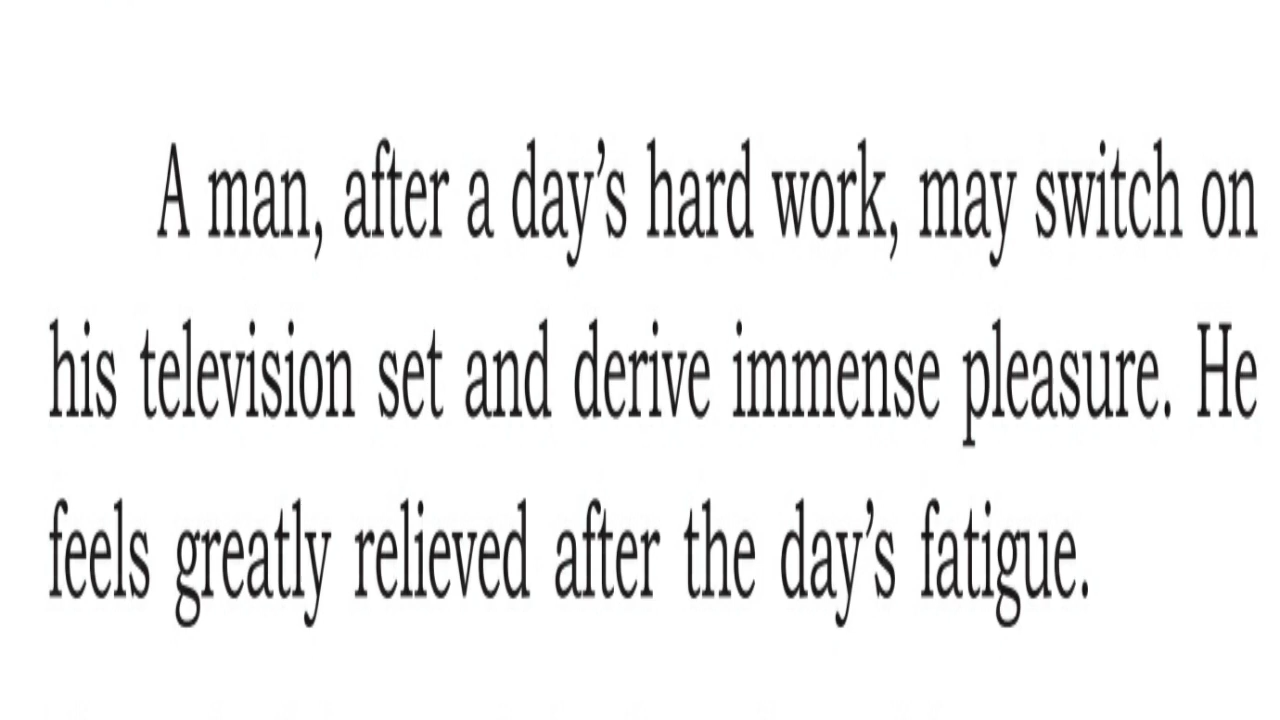 A man, after a day’s hard work, may switch on
his television set and derive immense pleasure. He
feels greatly relieved after the day’s fatigue.